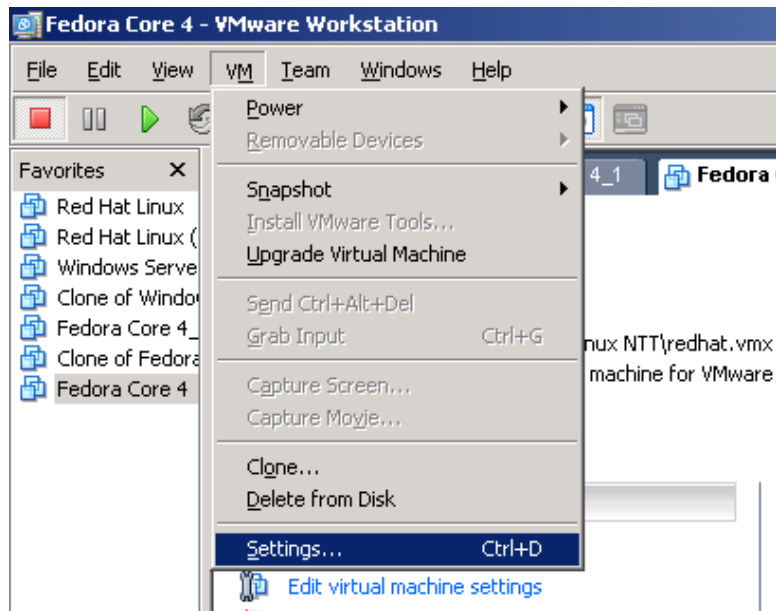 Fedora Core 4 - VMware Workstation
File Edit View VM Team Windows Help
Power
Removable Devices
Favorites
4_1 Fedora
Snapshot
Red Hat Linux
Install VMware Tools...
Red Hat Linux (
Upgrade Virtual Machine
Windows Serve
Clone of Windo
Send Ctrl+Alt+Del
Fedora Core 4_
Grab Input Ctrl+G
nux NTT\redhat.vmx
Clone of Fedora
machine for VMware
Fedora Core 4
Capture Screen...
Capture Movie...
Clone...
Delete from Disk
Settings... Ctrl+D
Edit virtual machine settings